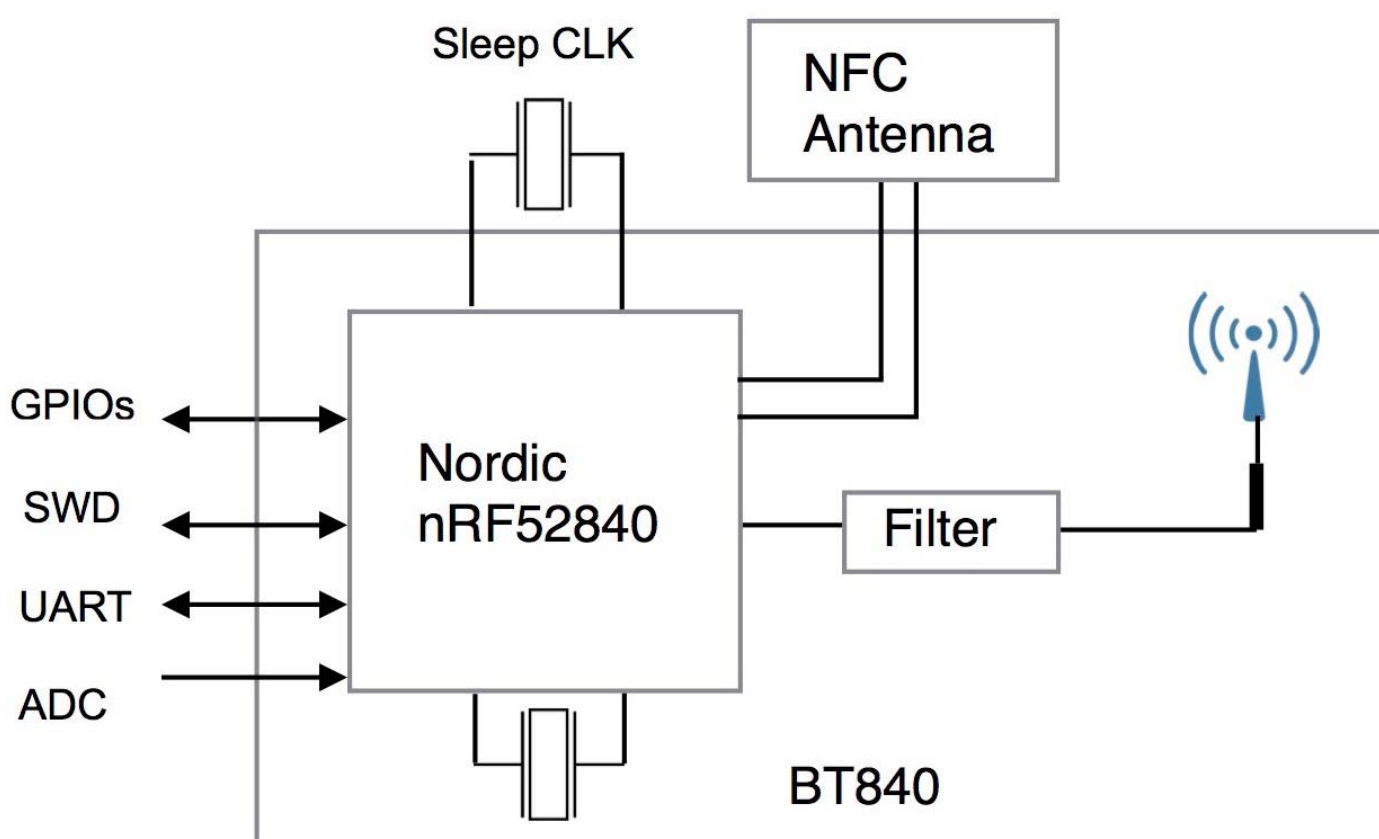 Sleep CLK
NFC
Antenna
GPIOs
SWD
UART
ADC
Nordic
nRF52840
Filter
BT840